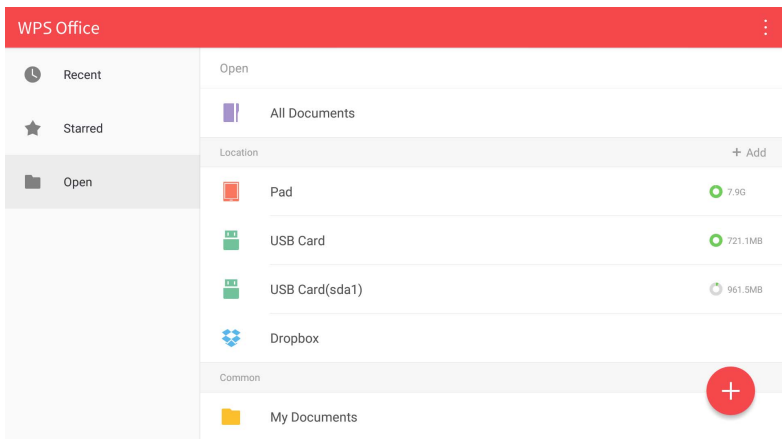 WPS Office
Recent
Starred
Open
Open
All Documents
Location
+ Add
Pad
7.9G
USB Card
721.1MB
USB Card(sda1)
961.5MB
Dropbox
Common
My Documents